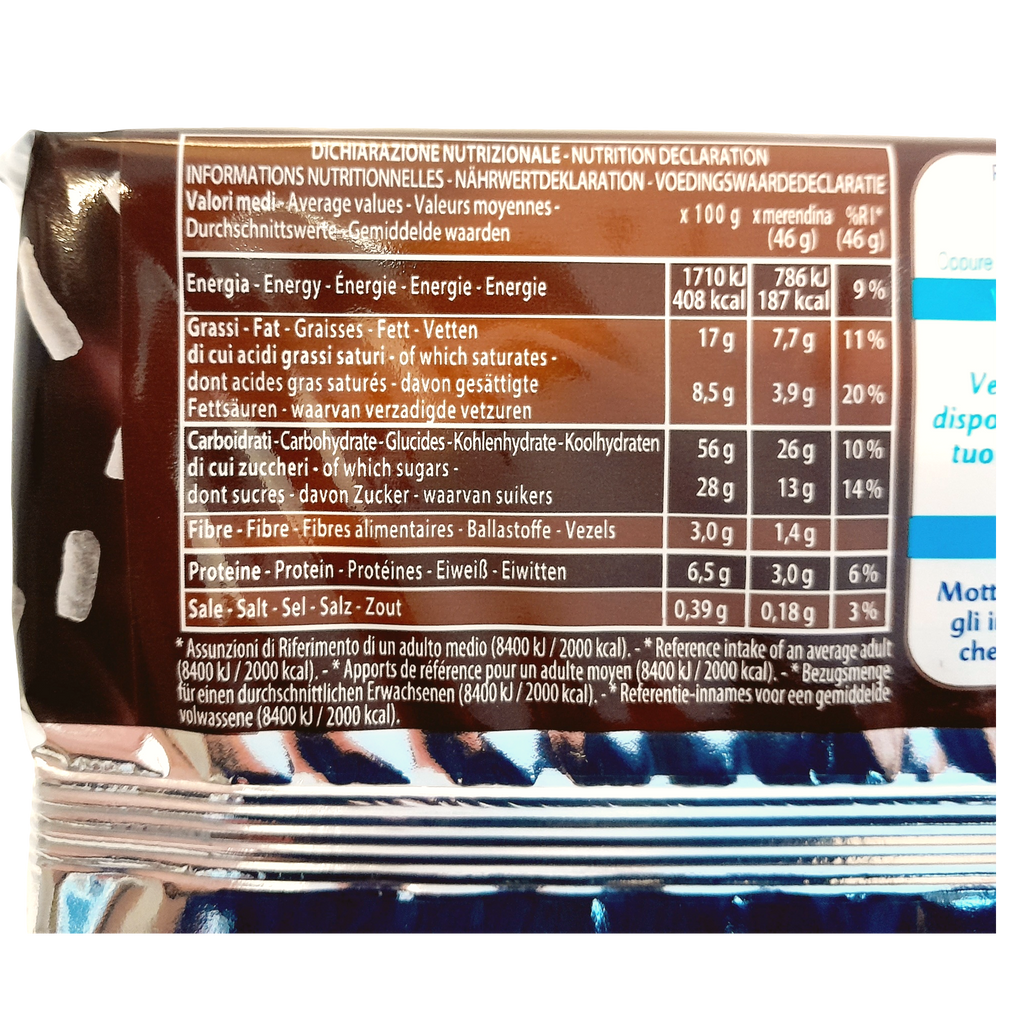 DICHIARAZIONE NUTRIZIONALE - NUTRITION DECLARATION
INFORMATIONS NUTRITIONNELLES - NÄHRWERTDEKLARATION - VOEDINGSWAARDEDECLARATIE
Valori medi - Average values - Valeurs moyennes - x 100 g x merendina %RI*
Durchschnittswerte - Gemiddelde waarden (46 g) (46 g)
Energia - Energy - Énergie - Energie - Energie 1710 kJ 786 kJ 9%
408 kcal 187 kcal
Grassi - Fat - Graisses - Fett - Vetten 17 g 7,7 g 11%
di cui acidi grassi saturi - of which saturates -
dont acides gras saturés - davon gesättigte 8,5 g 3,9 g 20%
Fettsäuren - waarvan verzadigde vetzuren
Carboidrati - Carbohydrate - Glucides - Kohlenhydrate - Koolhydraten 56 g 26 g 10%
di cui zuccheri - of which sugars -
dont sucres - davon Zucker - waarvan suikers 28 g 13 g 14%
Fibre - Fibre - Fibres alimentaires - Ballastoffe - Vezels 3,0 g 1,4 g
Proteine - Protein - Protéines - Eiweiß - Eiwitten 6,5 g 3,0 g 6%
Sale - Salt - Sel - Salz - Zout 0,39 g 0,18 g 3%
* Assunzioni di Riferimento di un adulto medio (8400 kJ / 2000 kcal). - * Reference intake of an average adult
(8400 kJ / 2000 kcal). - * Apports de référence pour un adulte moyen (8400 kJ / 2000 kcal). - * Bezugsmenge
für einen durchschnittlichen Erwachsenen (8400 kJ / 2000 kcal). - * Referentie-innames voor een gemiddelde
volwassene (8400 kJ / 2000 kcal).
Ve
dispo
tuo
Mott
gli i
che